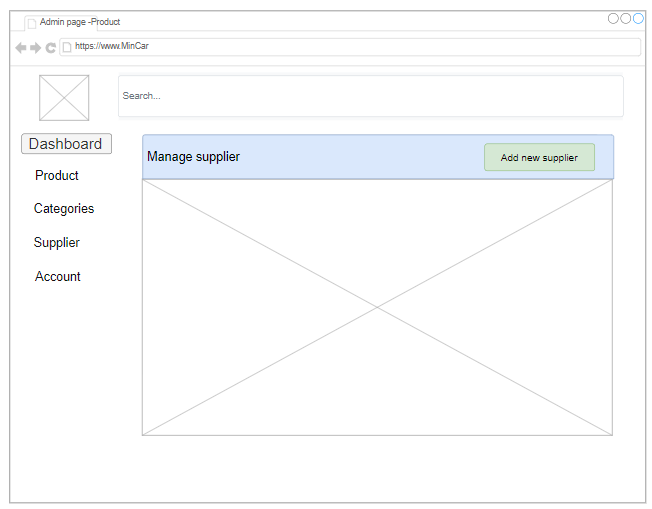 Admin page -Product
https://www.MinCar
Search...
Dashboard
Manage supplier
Add new supplier
Product
Categories
Supplier
Account